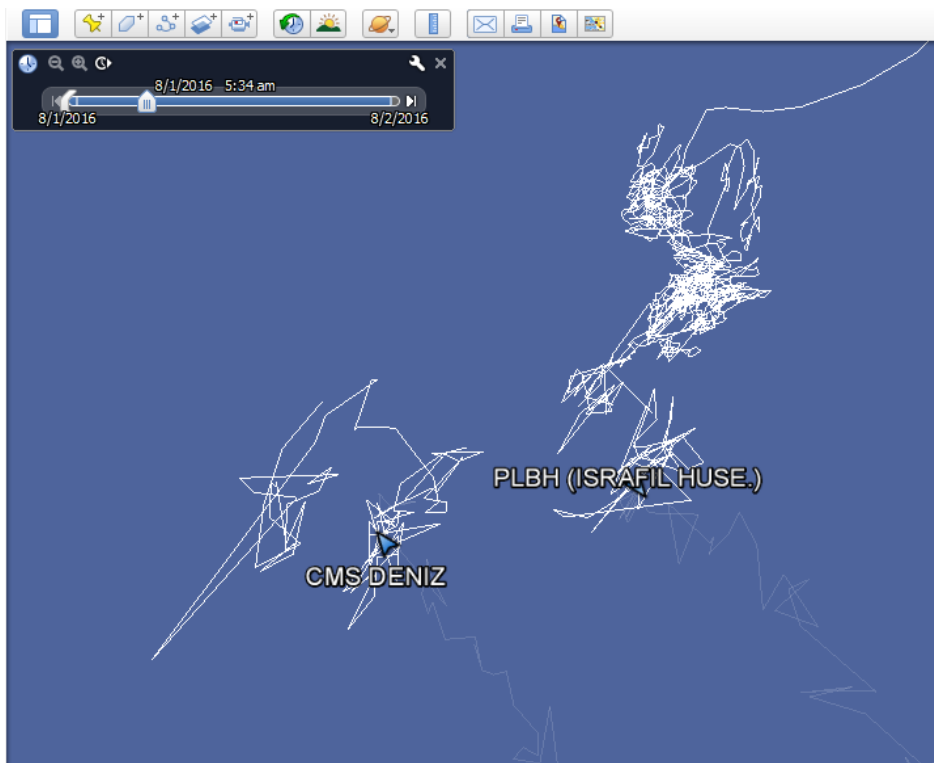 8/1/2016 5:34 am
8/1/2016 8/2/2016
PLBH (ISRAFIL HUSE.)
CMS DENIZ